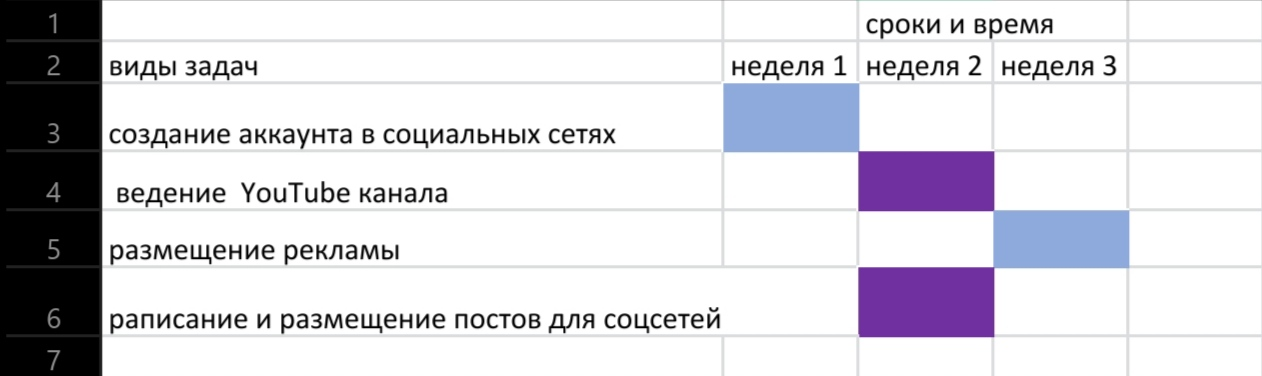 1 сроки и время
2 виды задач неделя 1 неделя 2 неделя 3
3 создание аккаунта в социальных сетях
4 ведение YouTube канала
5 размещение рекламы
6 раписание и размещение постов для соцсетей
7